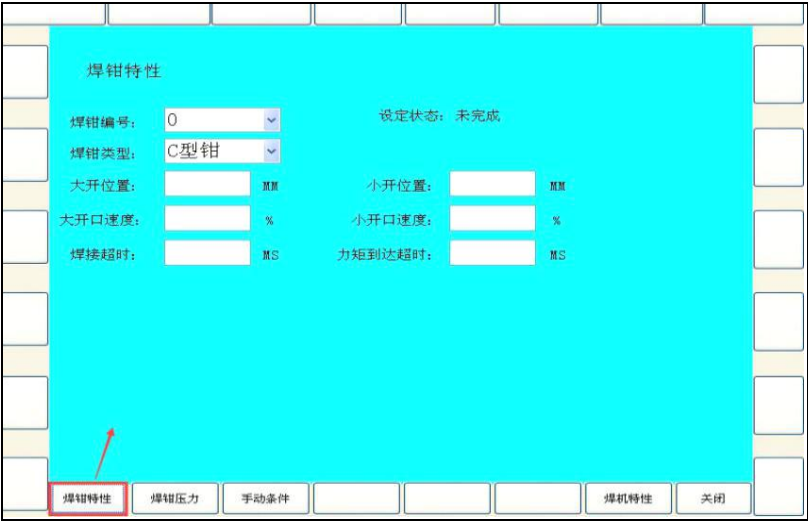 焊钳特性
焊钳编号: 0 设定状态: 未完成
焊钳类型: C型钳
大开位置: MM 小开位置: MM
大开口速度: % 小开口速度: %
焊接超时: MS 力矩到达超时: MS
焊钳特性 焊钳压力 手动条件 焊机特性 关闭